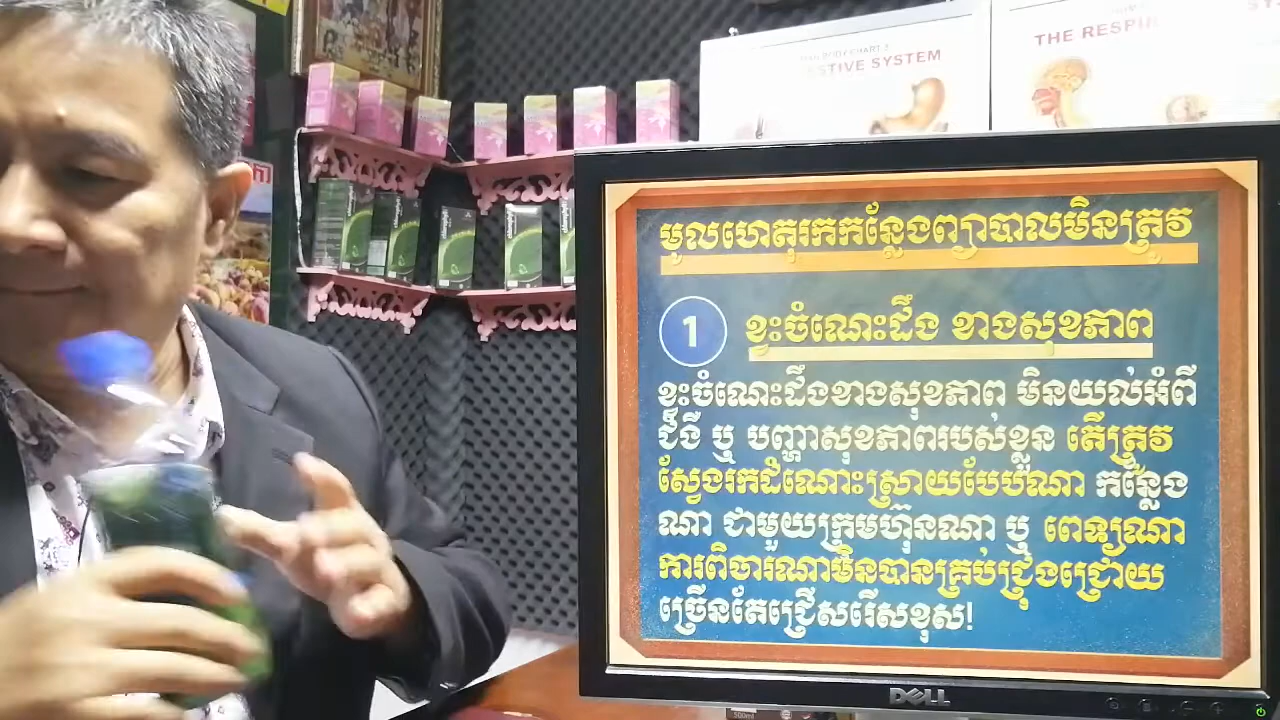 STIVE SYSTEM
THE RESPI
មូលហេតុរកកន្លែងព្យាបាលមិនត្រូវ
1 ខ្វះចំណេះដឹង ខាងសុខភាព
ខ្វះចំណេះដឹងខាងសុខភាព មិនយល់អំពី
ជំងឺ ឬ បញ្ហាសុខភាពរបស់ខ្លួន តើត្រូវ
ស្វែងរកដំណោះស្រាយបែបណា កន្លែង
ណា ជាមួយក្រុមហ៊ុនណា ឬ ពេទ្យណា
ការពិចារណាមិនបានគ្រប់ជ្រុងជ្រោយ
ច្រើនតែជ្រើសរើសខុស!
DELL